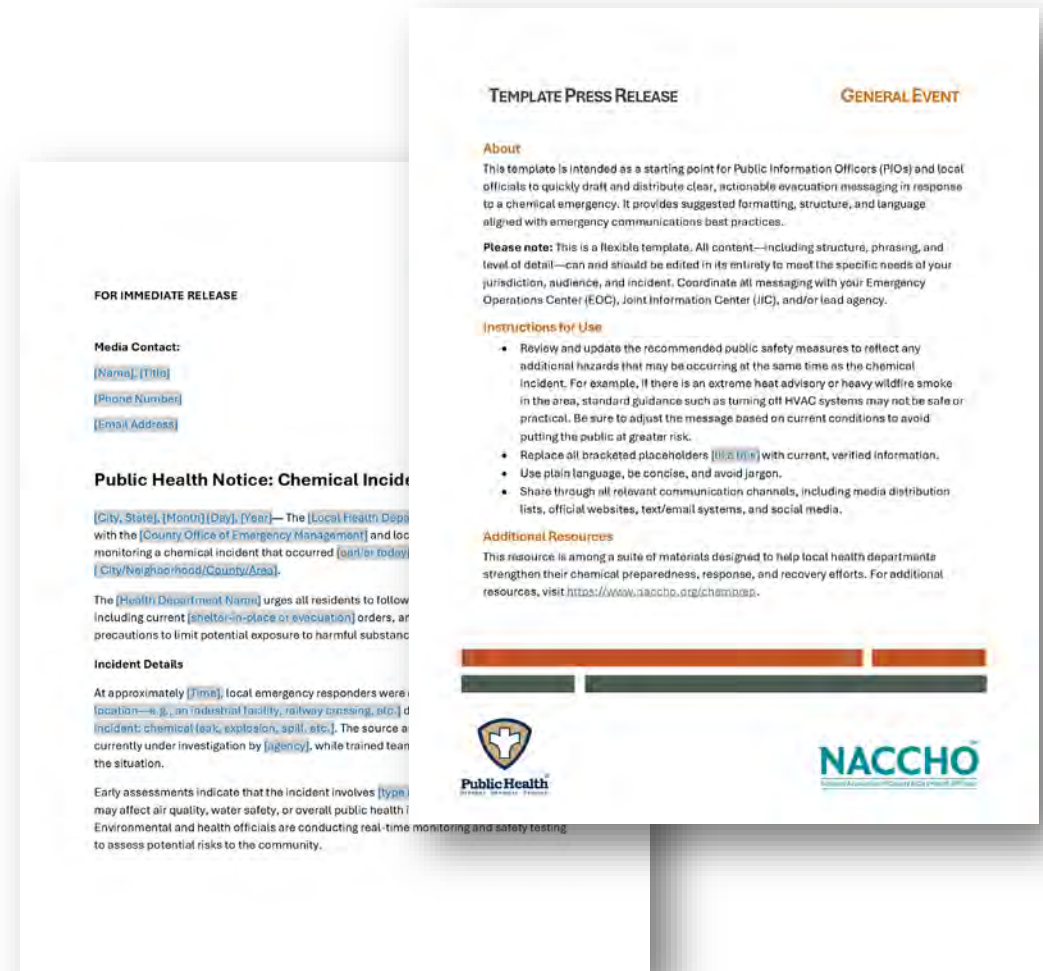 TEMPLATE PRESS RELEASE
GENERAL EVENT
About
This template is intended as a starting point for Public Information Officers (PIOs) and local
officials to quickly draft and distribute clear, actionable evacuation messaging in response
to a chemical emergency. It provides suggested formatting, structure, and language
aligned with emergency communications best practices.
Please note: This is a flexible template. All content—including structure, phrasing, and
level of detail—can and should be edited in its entirety to meet the specific needs of your
jurisdiction, audience, and incident. Coordinate all messaging with your Emergency
Operations Center (EOC), Joint Information Center (JIC), and/or lead agency.
Instructions for Use
• Review and update the recommended public safety measures to reflect any
additional hazards that may be occurring at the same time as the chemical
incident. For example, if there is an extreme heat advisory or heavy wildfire smoke
in the area, standard guidance such as turning off HVAC systems may not be safe or
practical. Be sure to adjust the message based on current conditions to avoid
putting the public at greater risk.
• Replace all bracketed placeholders [like this] with current, verified information.
• Use plain language, be concise, and avoid jargon.
• Share through all relevant communication channels, including media distribution
lists, official websites, text/email systems, and social media.
Additional Resources
This resource is among a suite of materials designed to help local health departments
strengthen their chemical preparedness, response, and recovery efforts. For additional
resources, visit https://www.naccho.org/chemprep.
Public Health
Prevent. Promote. Protect.
NACCHO
National Association of County & City Health Officials
FOR IMMEDIATE RELEASE
Media Contact:
[Name], [Title]
[Phone Number]
[Email Address]
Public Health Notice: Chemical Incide
[City, State], [Month] [Day], [Year]— The [Local Health Depa
with the [County Office of Emergency Management] and loc
monitoring a chemical incident that occurred [earlier today/
[ City/Neighborhood/County/Area].
The [Health Department Name] urges all residents to follow
including current [shelter-in-place or evacuation] orders, an
precautions to limit potential exposure to harmful substanc
Incident Details
At approximately [Time], local emergency responders were
location—e.g., an industrial facility, railway crossing, etc.] d
incident: chemical leak, explosion, spill, etc.]. The source a
currently under investigation by [agency], while trained team
the situation.
Early assessments indicate that the incident involves [type
may affect air quality, water safety, or overall public health i
Environmental and health officials are conducting real-time monitoring and safety testing
to assess potential risks to the community.